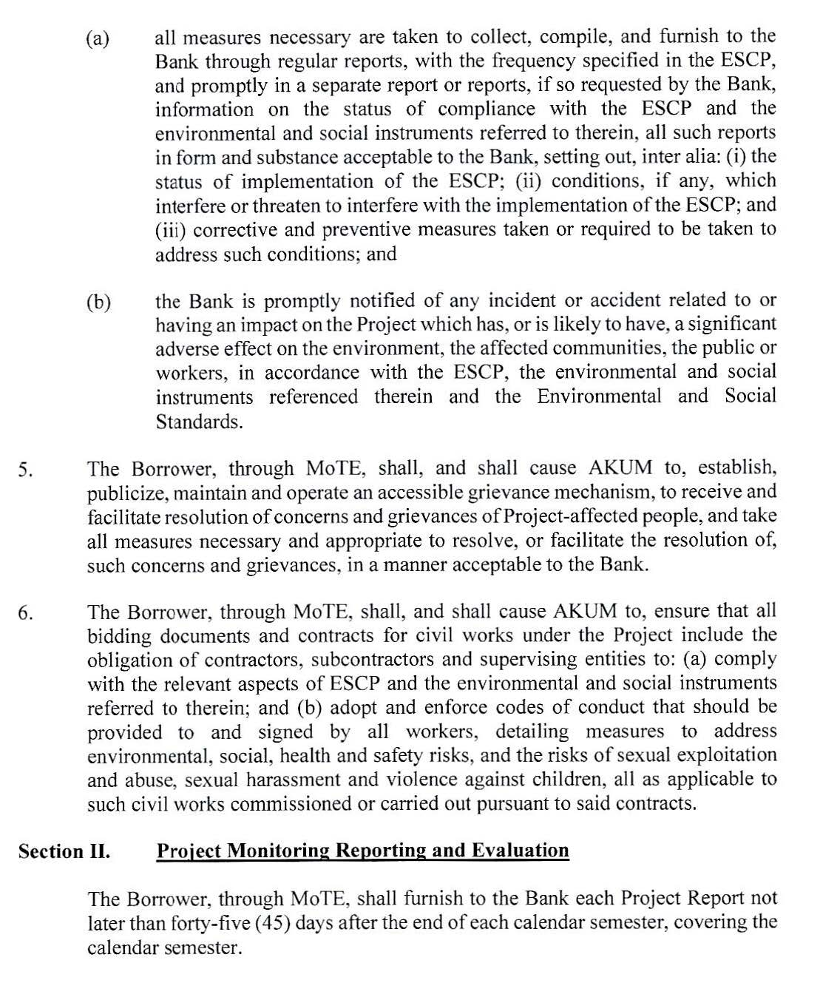 (a) all measures necessary are taken to collect, compile, and furnish to the
Bank through regular reports, with the frequency specified in the ESCP,
and promptly in a separate report or reports, if so requested by the Bank,
information on the status of compliance with the ESCP and the
environmental and social instruments referred to therein, all such reports
in form and substance acceptable to the Bank, setting out, inter alia: (i) the
status of implementation of the ESCP; (ii) conditions, if any, which
interfere or threaten to interfere with the implementation of the ESCP; and
(iii) corrective and preventive measures taken or required to be taken to
address such conditions; and
(b) the Bank is promptly notified of any incident or accident related to or
having an impact on the Project which has, or is likely to have, a significant
adverse effect on the environment, the affected communities, the public or
workers, in accordance with the ESCP, the environmental and social
instruments referenced therein and the Environmental and Social
Standards.
5. The Borrower, through MoTE, shall, and shall cause AKUM to, establish,
publicize, maintain and operate an accessible grievance mechanism, to receive and
facilitate resolution of concerns and grievances of Project-affected people, and take
all measures necessary and appropriate to resolve, or facilitate the resolution of,
such concerns and grievances, in a manner acceptable to the Bank.
6. The Borrower, through MoTE, shall, and shall cause AKUM to, ensure that all
bidding documents and contracts for civil works under the Project include the
obligation of contractors, subcontractors and supervising entities to: (a) comply
with the relevant aspects of ESCP and the environmental and social instruments
referred to therein; and (b) adopt and enforce codes of conduct that should be
provided to and signed by all workers, detailing measures to address
environmental, social, health and safety risks, and the risks of sexual exploitation
and abuse, sexual harassment and violence against children, all as applicable to
such civil works commissioned or carried out pursuant to said contracts.
Section II. Project Monitoring Reporting and Evaluation
The Borrower, through MoTE, shall furnish to the Bank each Project Report not
later than forty-five (45) days after the end of each calendar semester, covering the
calendar semester.